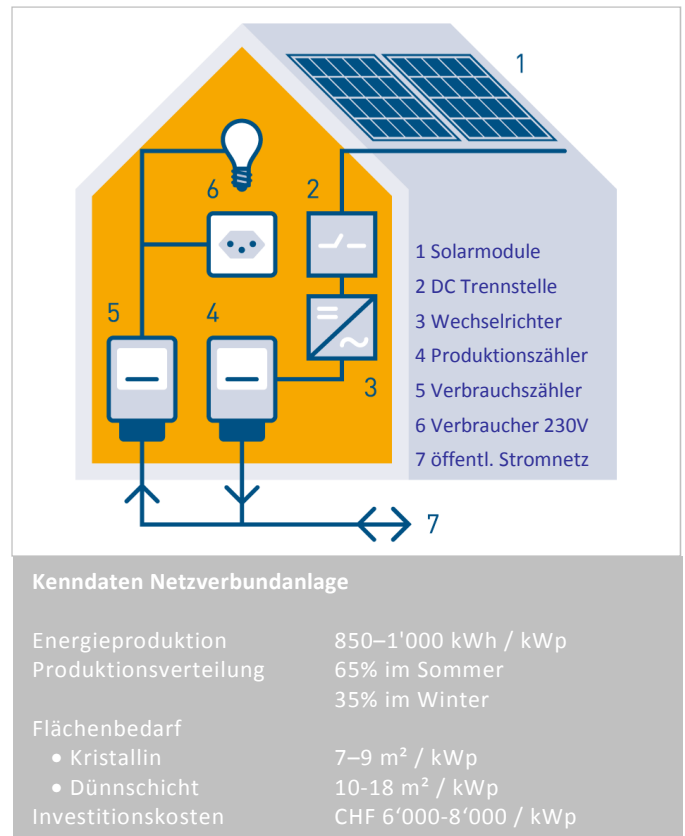 1
6
2
1 Solarmodule
2 DC Trennstelle
3 Wechselrichter
4 Produktionszähler
5 Verbrauchszähler
6 Verbraucher 230V
7 öffentl. Stromnetz
5
4
3
7
Kenndaten Netzverbundanlage
Energieproduktion 850–1'000 kWh / kWp
Produktionsverteilung 65% im Sommer
35% im Winter
Flächenbedarf
• Kristallin 7–9 m² / kWp
• Dünnschicht 10-18 m² / kWp
Investitionskosten CHF 6‘000-8‘000 / kWp